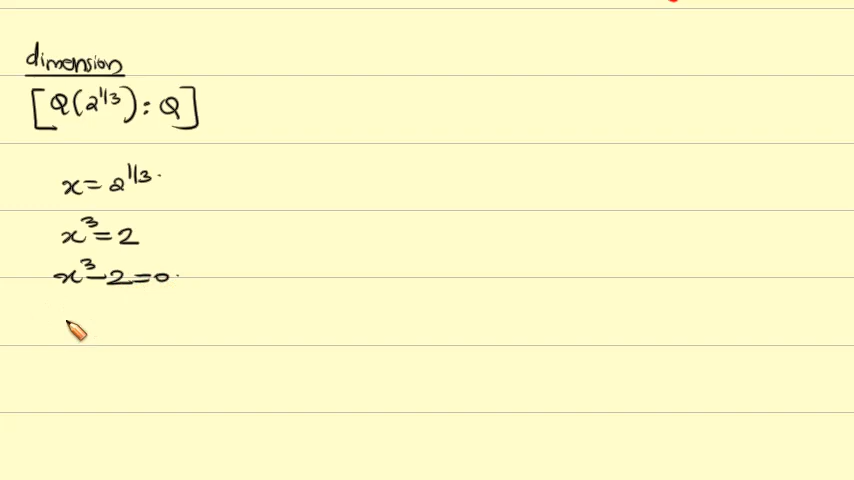 dimension
[Q(2^1/3) : Q]
x = 2^1/3.
x^3 = 2
x^3 - 2 = 0.